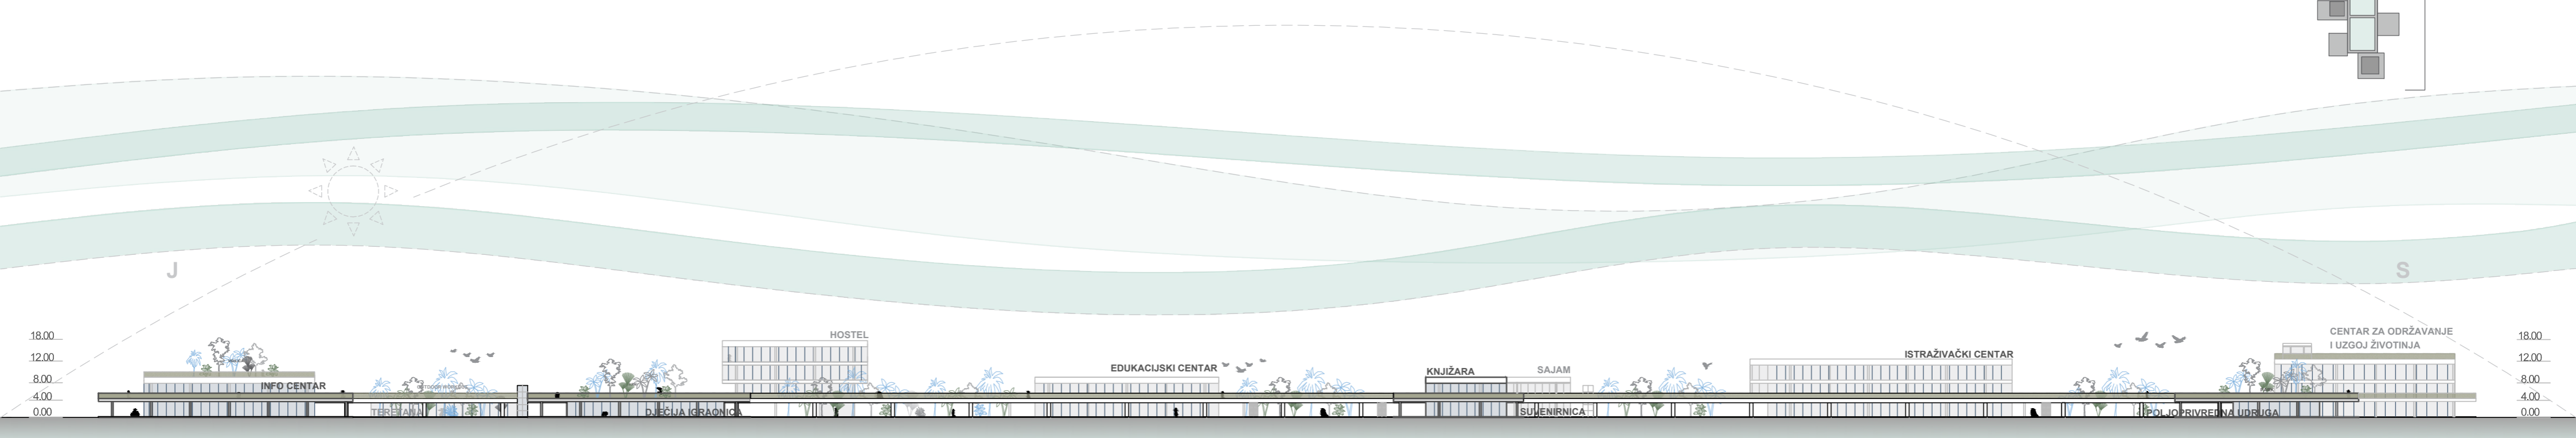 J
S
18.00
12.00
8.00
4.00
0.00
INFO CENTAR
TERETANA
DJEČIJA IGRAONICA
HOSTEL
EDUKACIJSKI CENTAR
KNJIŽARA
SAJAM
SUVENIRNICA
ISTRAŽIVAČKI CENTAR
POLJOPRIVREDNA UDRUGA
CENTAR ZA ODRŽAVANJE
I UZGOJ ŽIVOTINJA
18.00
12.00
8.00
4.00
0.00